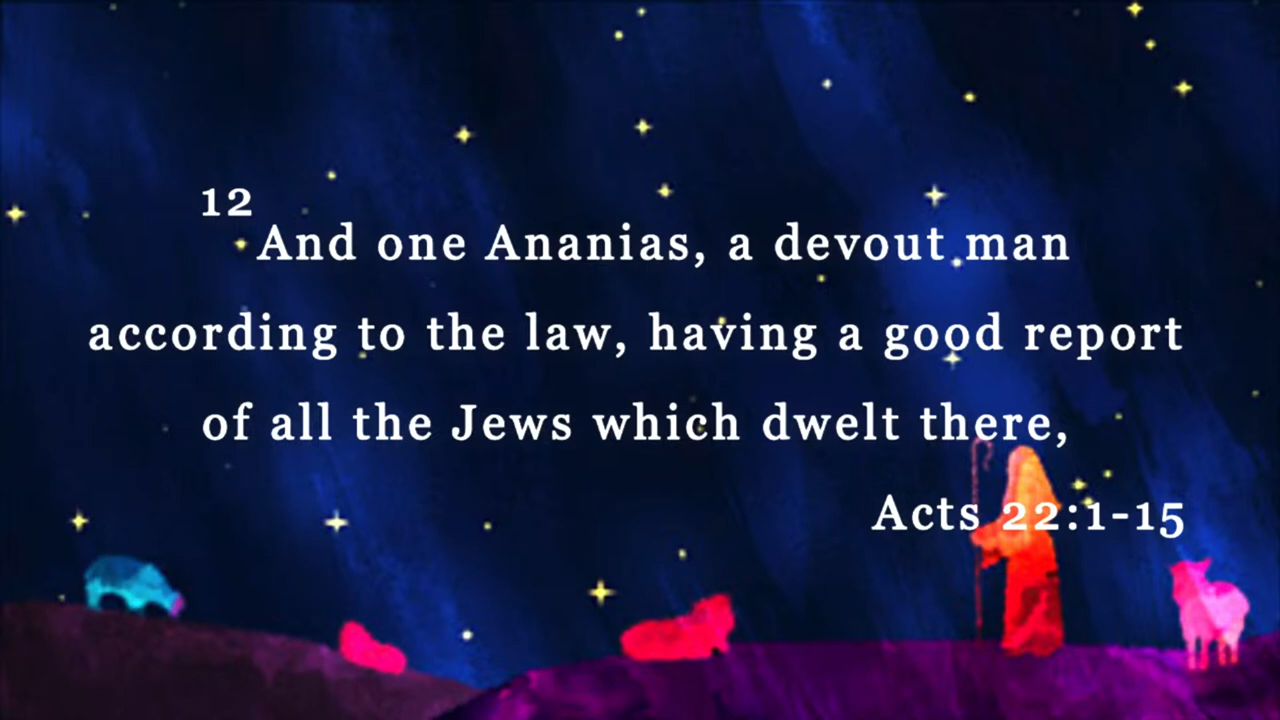 12
And one Ananias, a devout man
according to the law, having a good report
of all the Jews which dwelt there,
Acts 22:1-15